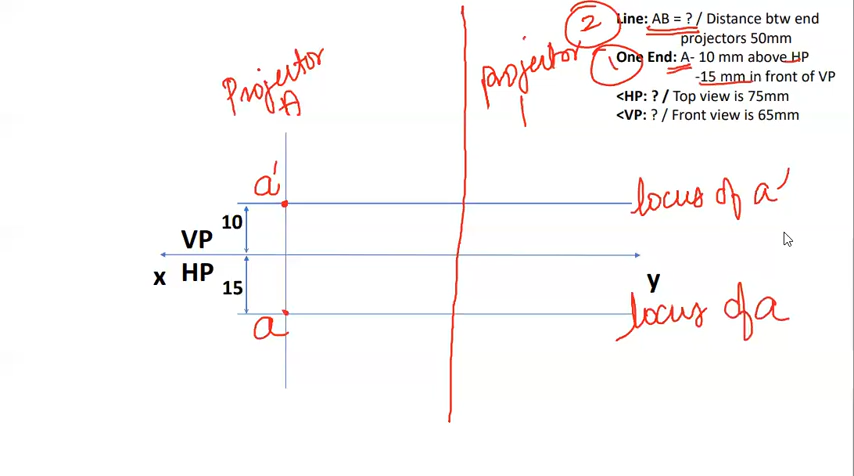 2 Line: AB = ? / Distance btw end
projectors 50mm
1 One End: A- 10 mm above HP
-15 mm in front of VP
<HP: ? / Top view is 75mm
<VP: ? / Front view is 65mm
Projector
A
projector
a'
locus of a'
10
VP
x HP y
15
a
locus of a